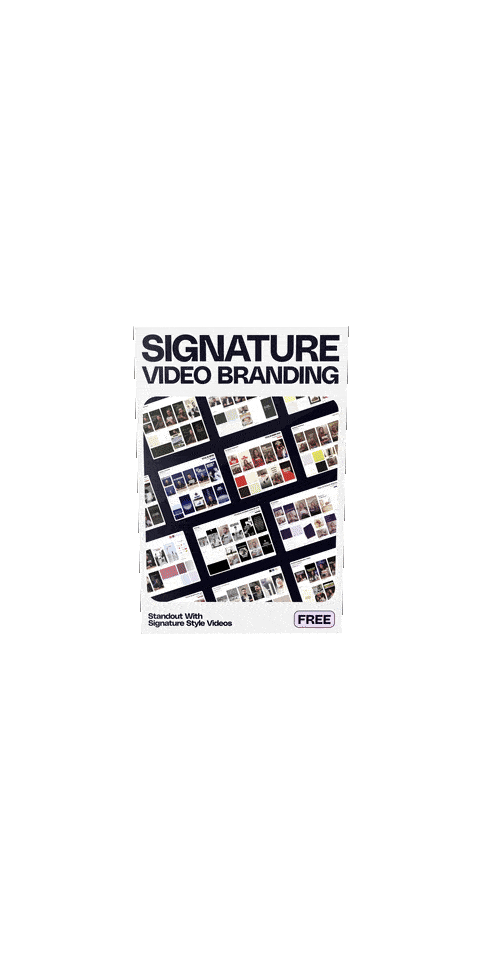 SIGNATURE
VIDEO BRANDING
Standout With
Signature Style Videos
FREE